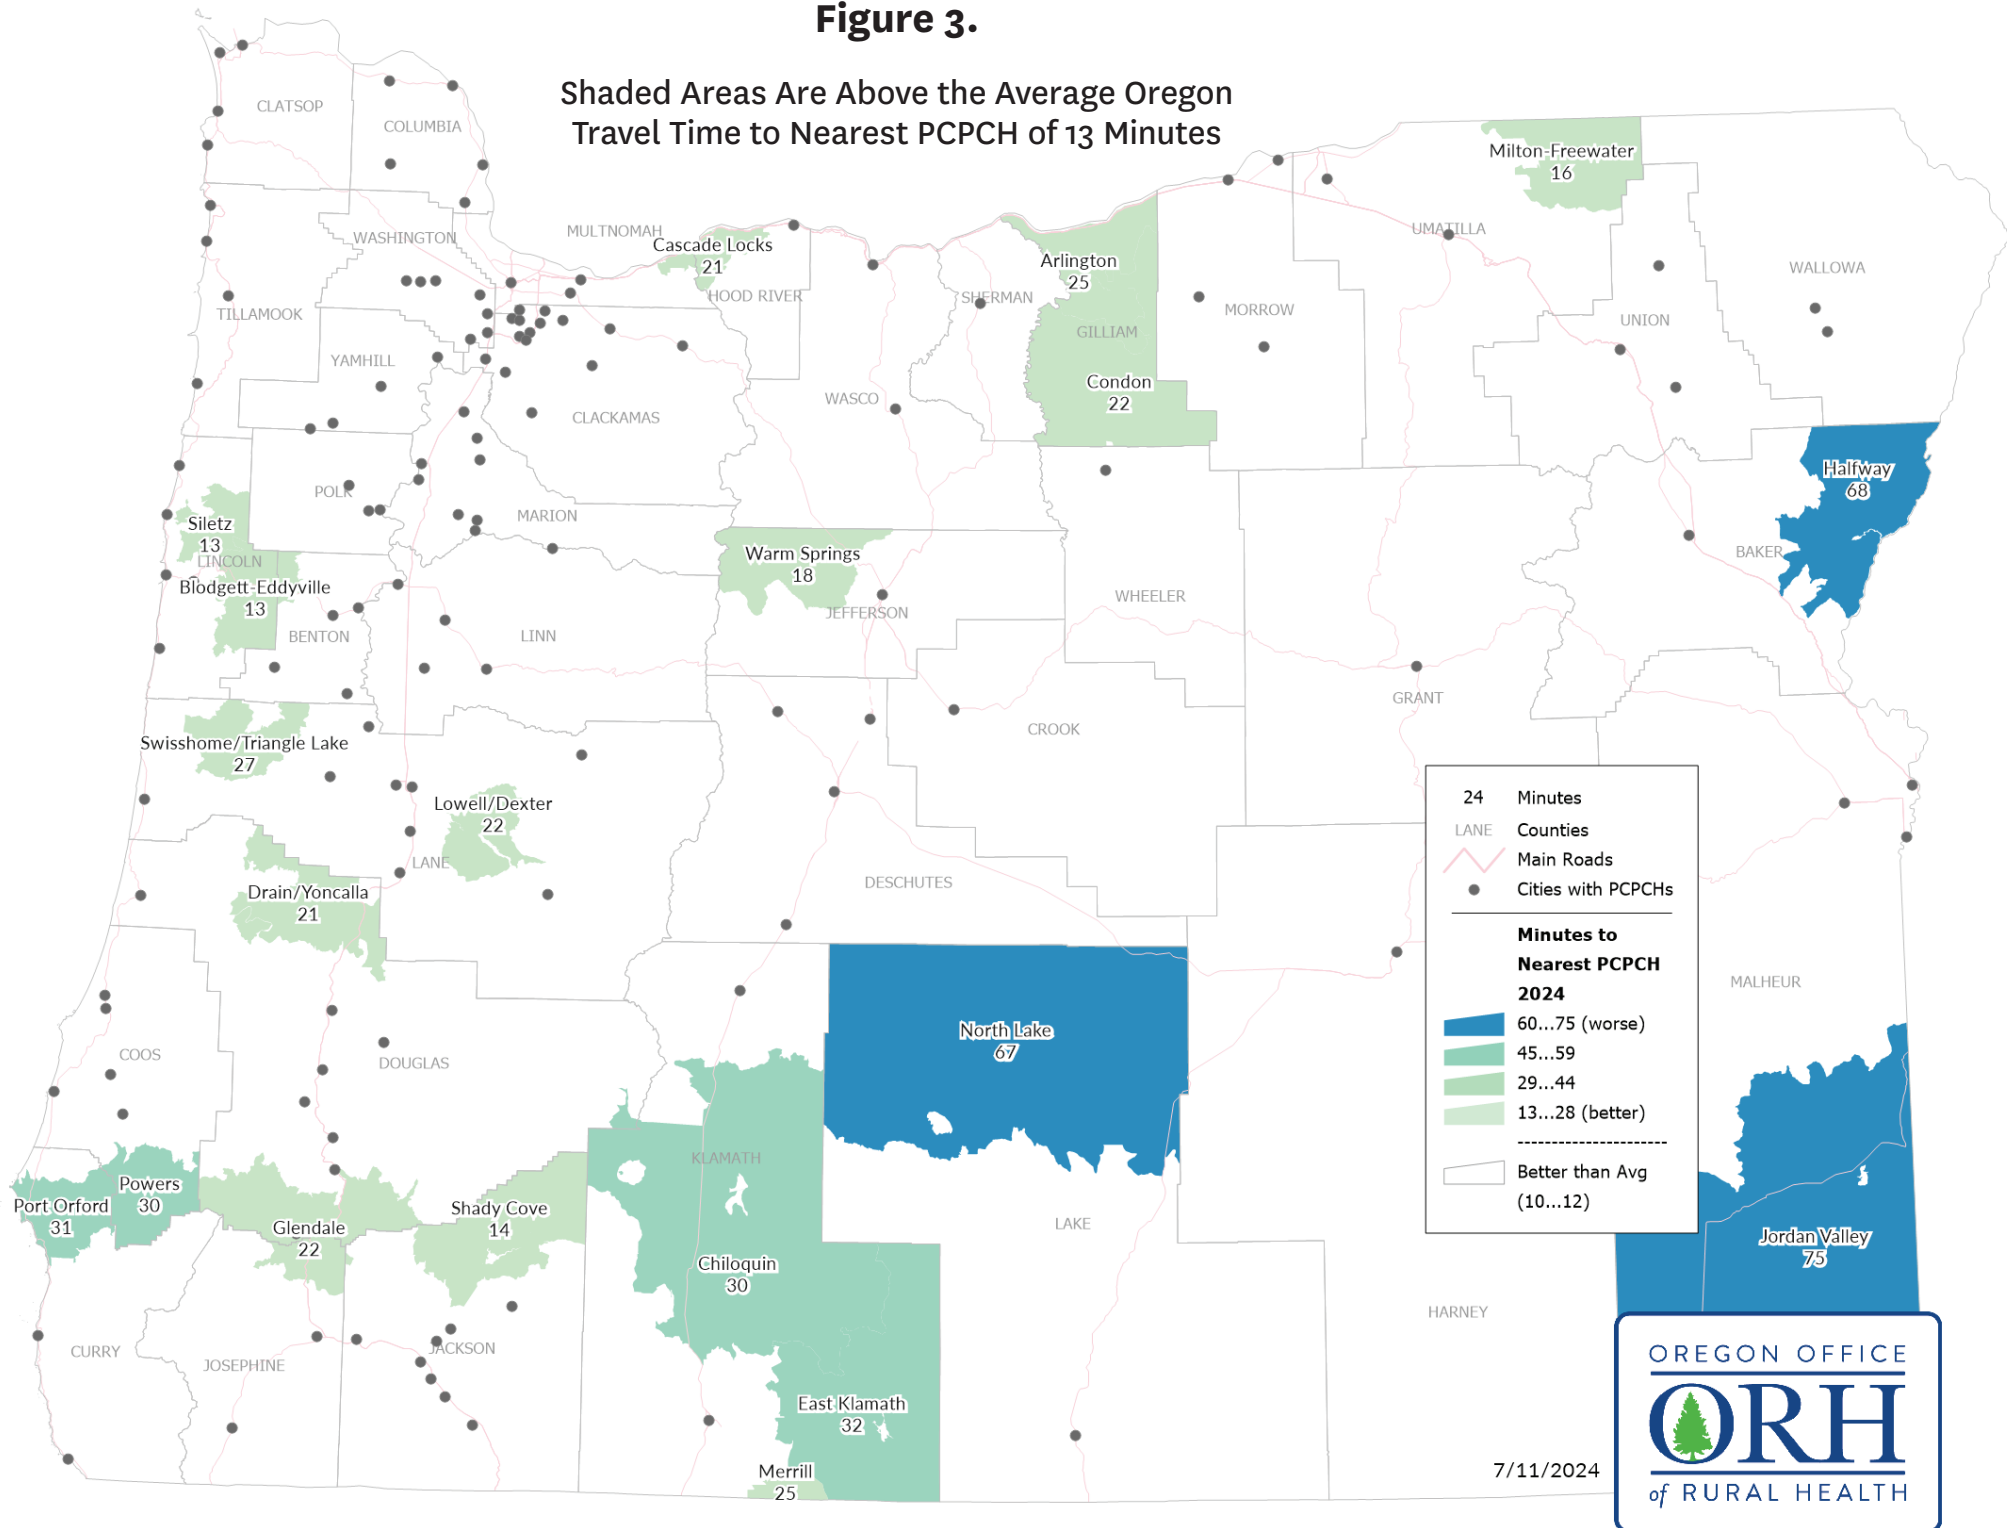 Figure 3.
Shaded Areas Are Above the Average Oregon
Travel Time to Nearest PCPCH of 13 Minutes
CLATSOP
COLUMBIA
Milton-Freewater
16
MULTNOMAH
WASHINGTON
Cascade Locks
21
UMATILLA
Arlington
25
WALLOWA
HOOD RIVER
SHERMAN
TILLAMOOK
MORROW
UNION
GILLIAM
YAMHILL
Condon
22
WASCO
CLACKAMAS
Halfway
68
POLK
MARION
Siletz
13
LINCOLN
Warm Springs
18
BAKER
Blodgett-Eddyville
13
JEFFERSON
WHEELER
BENTON
LINN
GRANT
CROOK
Swisshome/Triangle Lake
27
Lowell/Dexter
22
LANE
DESCHUTES
Drain/Yoncalla
21
24 Minutes
LANE Counties
Main Roads
Cities with PCPCHs
Minutes to
Nearest PCPCH
2024
60...75 (worse)
45...59
29...44
13...28 (better)
-----------------------
Better than Avg
(10...12)
MALHEUR
North Lake
67
COOS
DOUGLAS
KLAMATH
Powers
30
Port Orford
31
Shady Cove
14
Glendale
22
LAKE
Jordan Valley
75
Chiloquin
30
HARNEY
CURRY
JOSEPHINE
JACKSON
East Klamath
32
Merrill
25
7/11/2024
OREGON OFFICE
ORH
of RURAL HEALTH